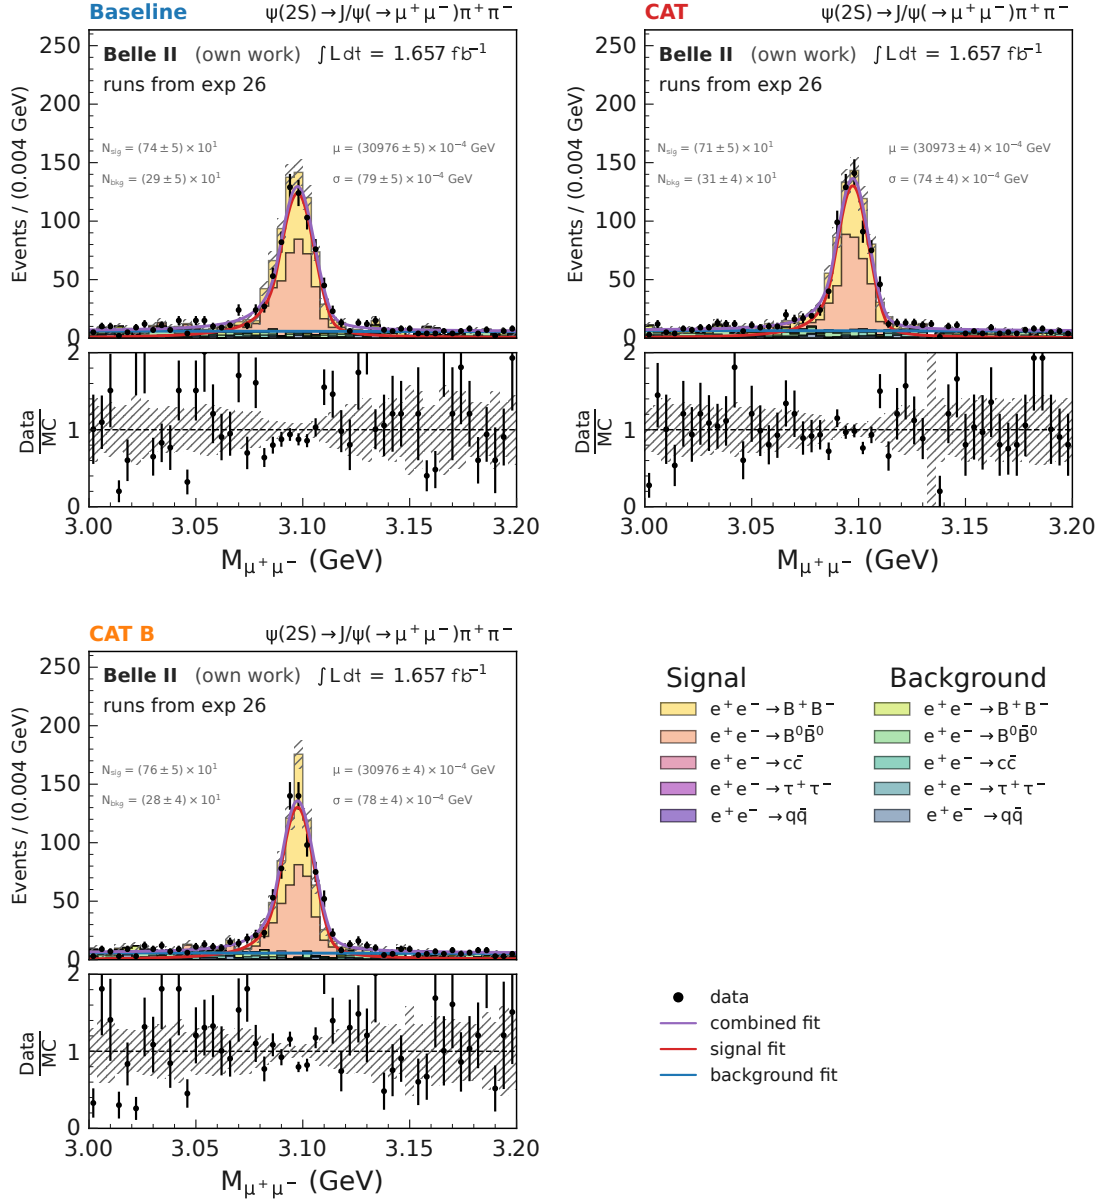 Baseline ψ(2S)→J/ψ(→μ⁺μ⁻)π⁺π⁻
Belle II (own work) ∫L dt = 1.657 fb⁻¹
runs from exp 26
N_sig = (74 ± 5) × 10¹ μ = (30976 ± 5) × 10⁻⁴ GeV
N_bkg = (29 ± 5) × 10¹ σ = (79 ± 5) × 10⁻⁴ GeV
Events / (0.004 GeV)
250
200
150
100
50
0
Data/MC
2
1
0
3.00 3.05 3.10 3.15 3.20
M_μ⁺μ⁻ (GeV)
CAT ψ(2S)→J/ψ(→μ⁺μ⁻)π⁺π⁻
Belle II (own work) ∫L dt = 1.657 fb⁻¹
runs from exp 26
N_sig = (71 ± 5) × 10¹ μ = (30973 ± 4) × 10⁻⁴ GeV
N_bkg = (31 ± 4) × 10¹ σ = (74 ± 4) × 10⁻⁴ GeV
Events / (0.004 GeV)
250
200
150
100
50
0
Data/MC
2
1
0
3.00 3.05 3.10 3.15 3.20
M_μ⁺μ⁻ (GeV)
CAT B ψ(2S)→J/ψ(→μ⁺μ⁻)π⁺π⁻
Belle II (own work) ∫L dt = 1.657 fb⁻¹
runs from exp 26
N_sig = (76 ± 5) × 10¹ μ = (30976 ± 4) × 10⁻⁴ GeV
N_bkg = (28 ± 4) × 10¹ σ = (78 ± 4) × 10⁻⁴ GeV
Events / (0.004 GeV)
250
200
150
100
50
0
Data/MC
2
1
0
3.00 3.05 3.10 3.15 3.20
M_μ⁺μ⁻ (GeV)
Signal
e⁺e⁻→B⁺B⁻
e⁺e⁻→B⁰B̄⁰
e⁺e⁻→cc̄
e⁺e⁻→τ⁺τ⁻
e⁺e⁻→qq̄
Background
e⁺e⁻→B⁺B⁻
e⁺e⁻→B⁰B̄⁰
e⁺e⁻→cc̄
e⁺e⁻→τ⁺τ⁻
e⁺e⁻→qq̄
data
combined fit
signal fit
background fit